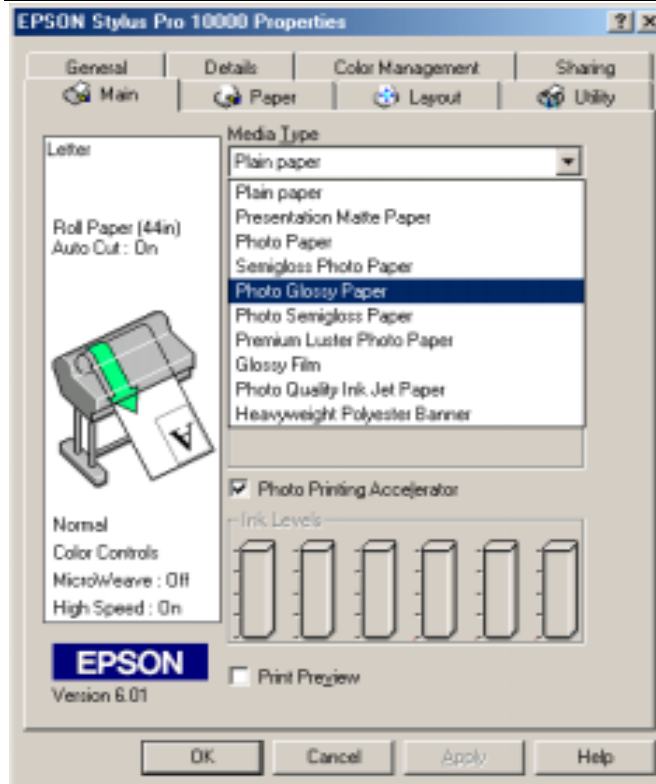 EPSON Stylus Pro 10000 Properties
General Details Color Management Sharing
Main Paper Layout Utility
Letter
Roll Paper (44in)
Auto Cut : On
A
Normal
Color Controls
MicroWeave : Off
High Speed : On
EPSON
Version 6.01
Media Type
Plain paper
Plain paper
Presentation Matte Paper
Photo Paper
Semigloss Photo Paper
Photo Glossy Paper
Photo Semigloss Paper
Premium Luster Photo Paper
Glossy Film
Photo Quality Ink Jet Paper
Heavyweight Polyester Banner
Photo Printing Accelerator
Ink Levels
Print Preview
OK Cancel Apply Help